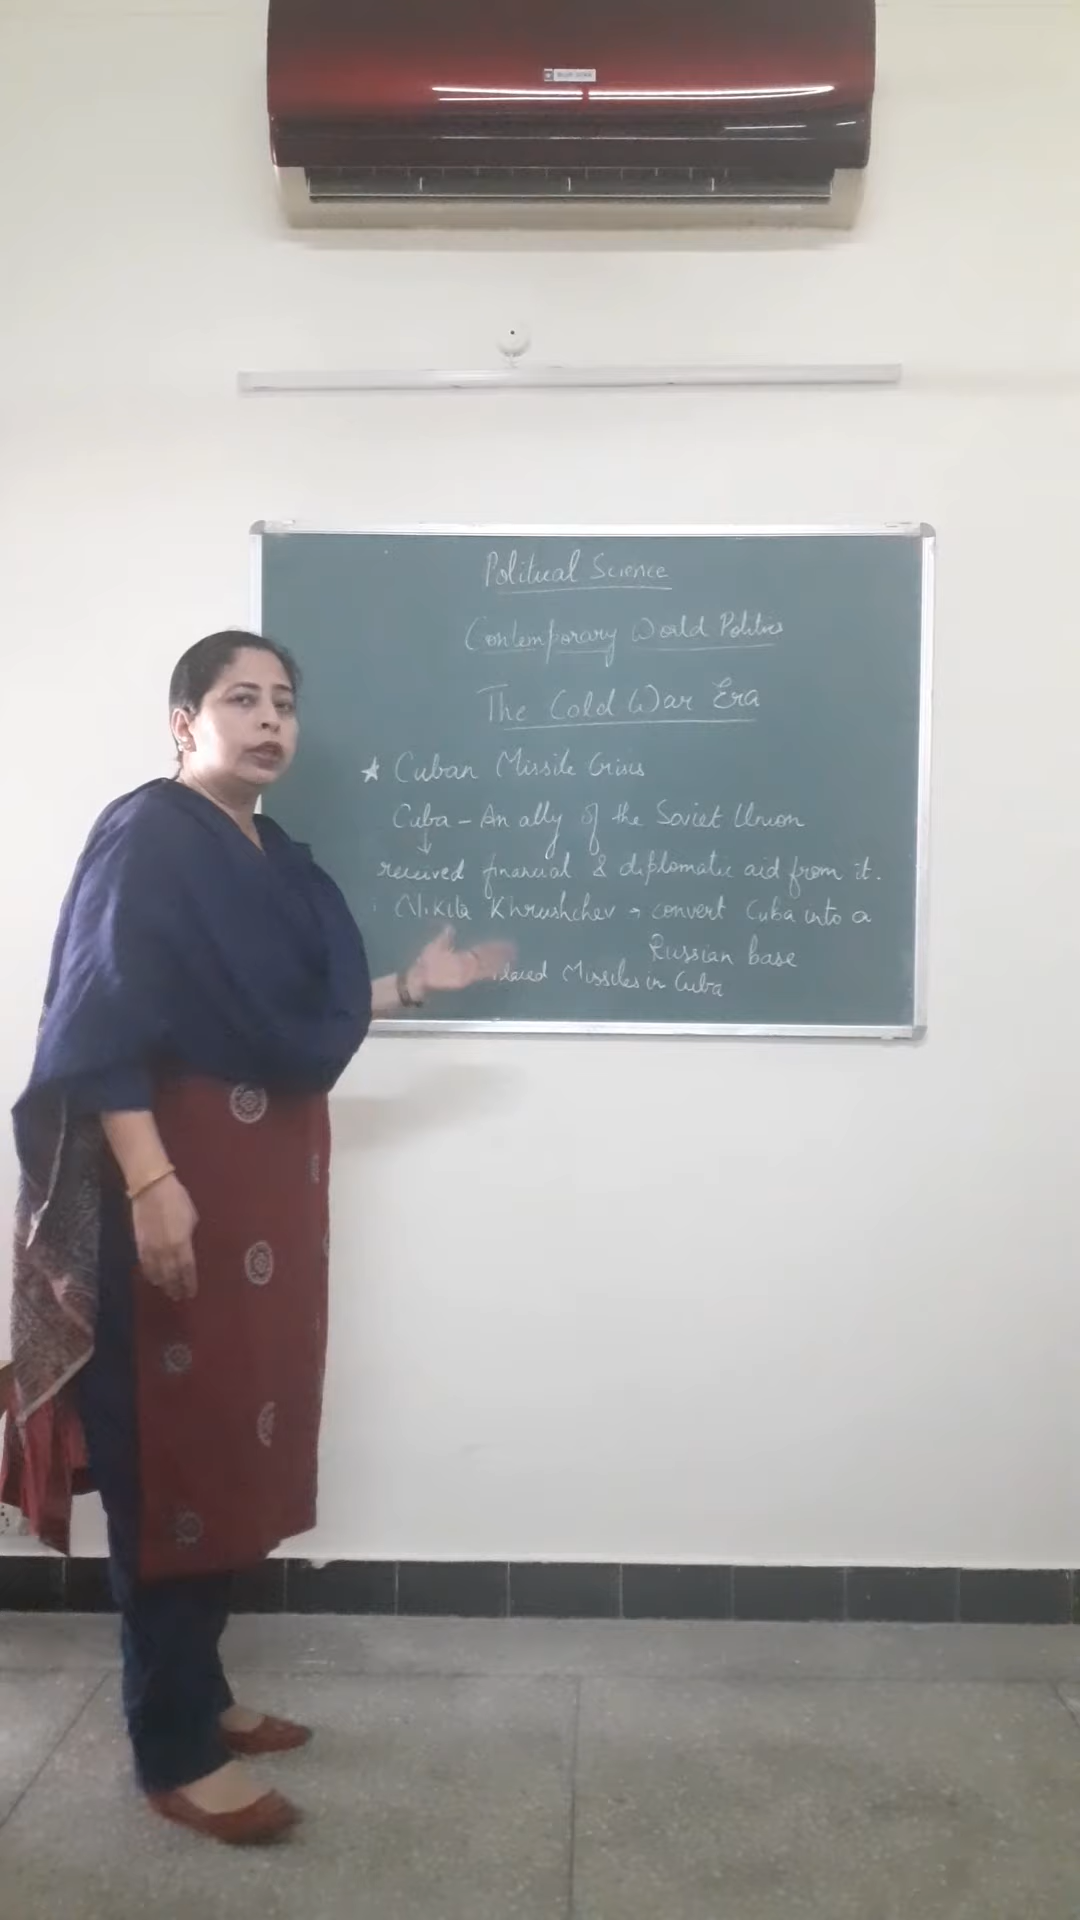 Political Science
Contemporary World Politics
The Cold War Era
★ Cuban Missile Crisis
Cuba – An ally of the Soviet Union
↓
received financial & diplomatic aid from it.
Nikita Khrushchev → convert Cuba into a
Russian base
Missiles in Cuba